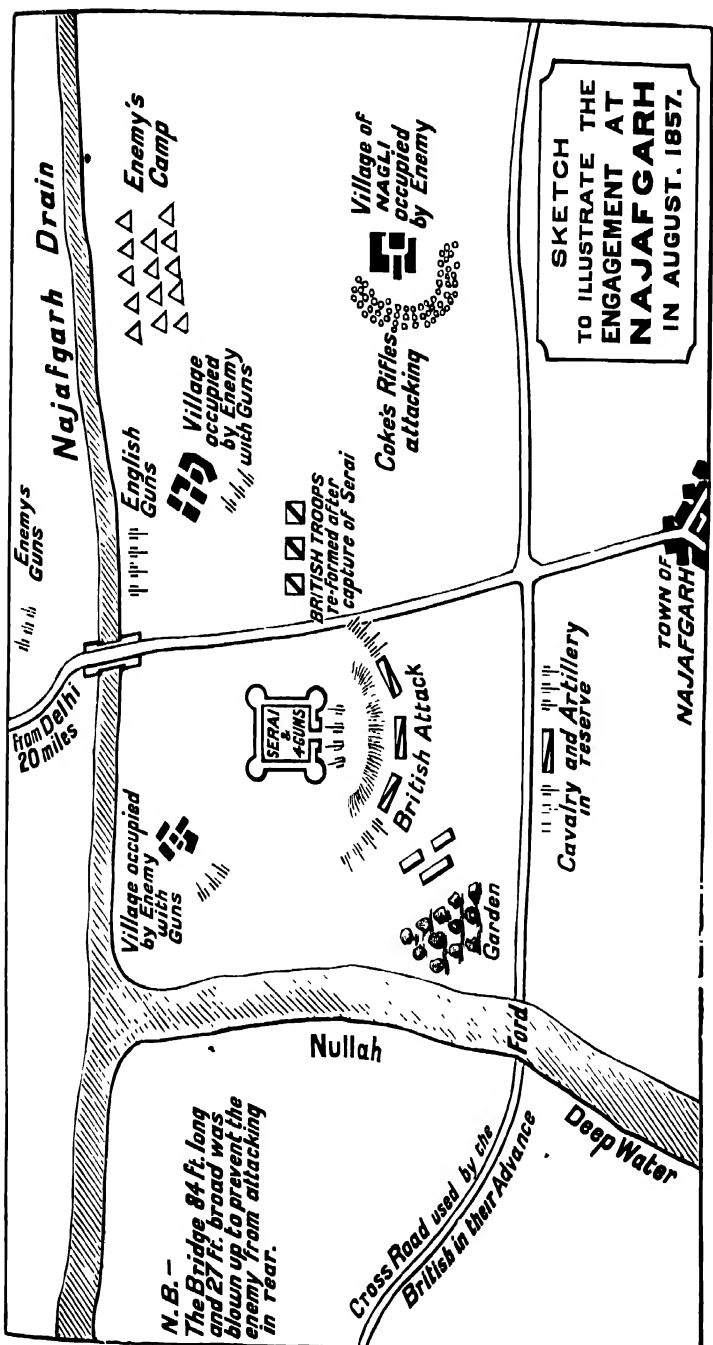 SKETCH
TO ILLUSTRATE THE
ENGAGEMENT AT
NAJAFGARH
IN AUGUST. 1857.
Najafgarh Drain
Enemys
Guns
From Delhi
20 miles
Enemy's
Camp
English
Guns
Village
occupied
by Enemy
with Guns
Village of
NAGLI
occupied
by Enemy
Coke's Rifles
attacking
BRITISH TROOPS
re-formed after
capture of Serai
SERAI
&
4 GUNS
British Attack
Village occupied
by Enemy
with
Guns
Garden
Cavalry and Artillery
in reserve
TOWN OF
NAJAFGARH
Nullah
Ford
Deep Water
Cross Road used by the
British in their Advance
N.B.-
The Bridge 84 ft. long
and 27 ft. broad was
blown up to prevent the
enemy from attacking
in rear.